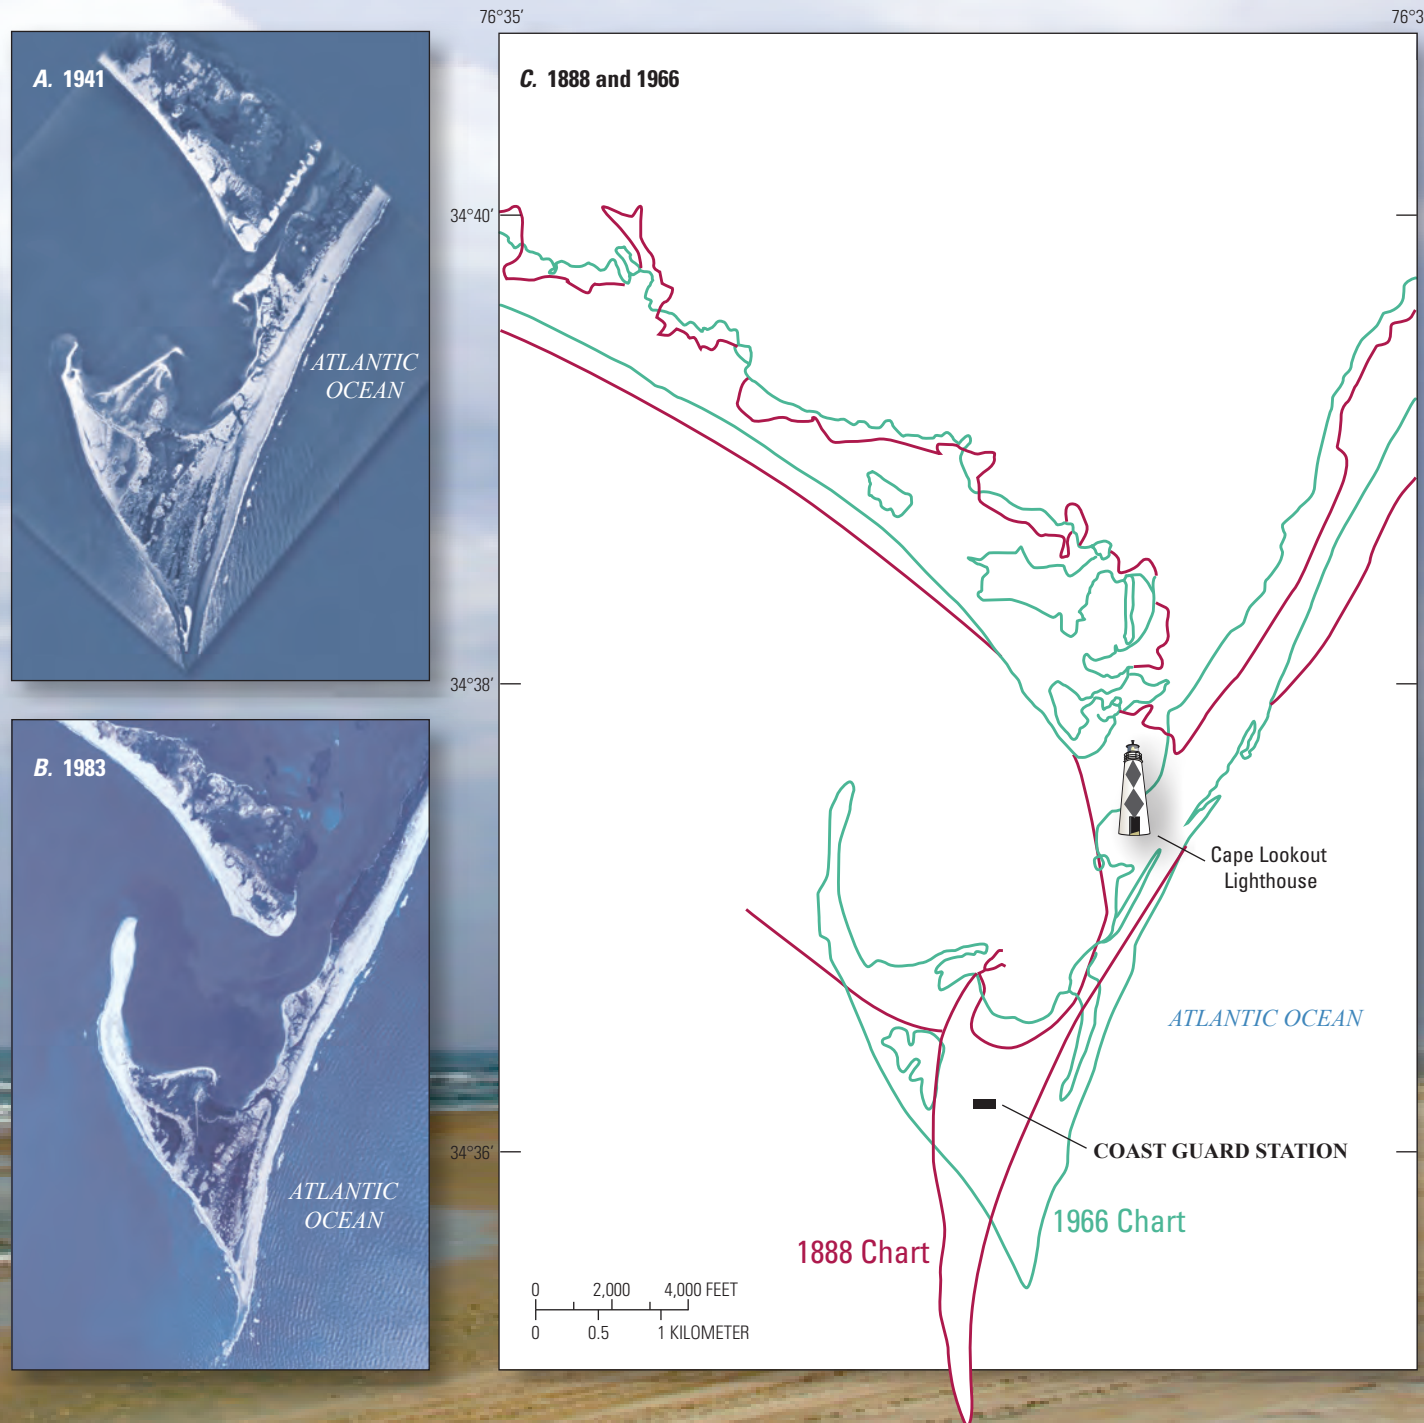 76°35′
76°3
A. 1941
ATLANTIC
OCEAN
B. 1983
ATLANTIC
OCEAN
C. 1888 and 1966
34°40′
34°38′
34°36′
Cape Lookout
Lighthouse
ATLANTIC OCEAN
COAST GUARD STATION
1966 Chart
1888 Chart
0 2,000 4,000 FEET
0 0.5 1 KILOMETER